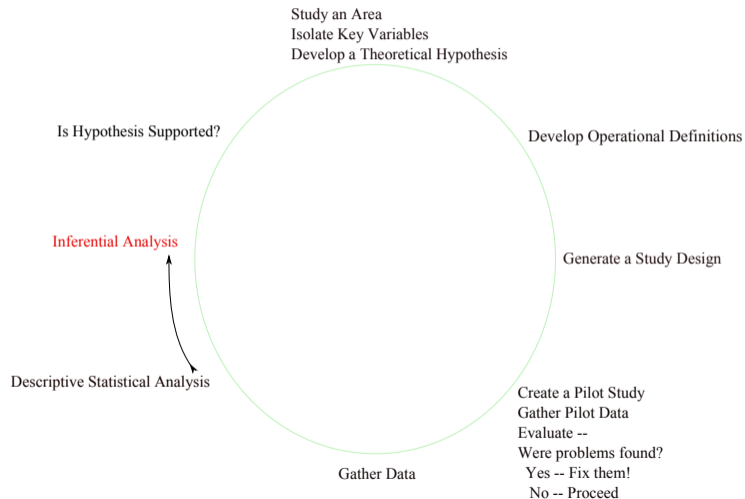 Study an Area
Isolate Key Variables
Develop a Theoretical Hypothesis
Develop Operational Definitions
Generate a Study Design
Create a Pilot Study
Gather Pilot Data
Evaluate --
Were problems found?
Yes -- Fix them!
No -- Proceed
Gather Data
Descriptive Statistical Analysis
Inferential Analysis
Is Hypothesis Supported?